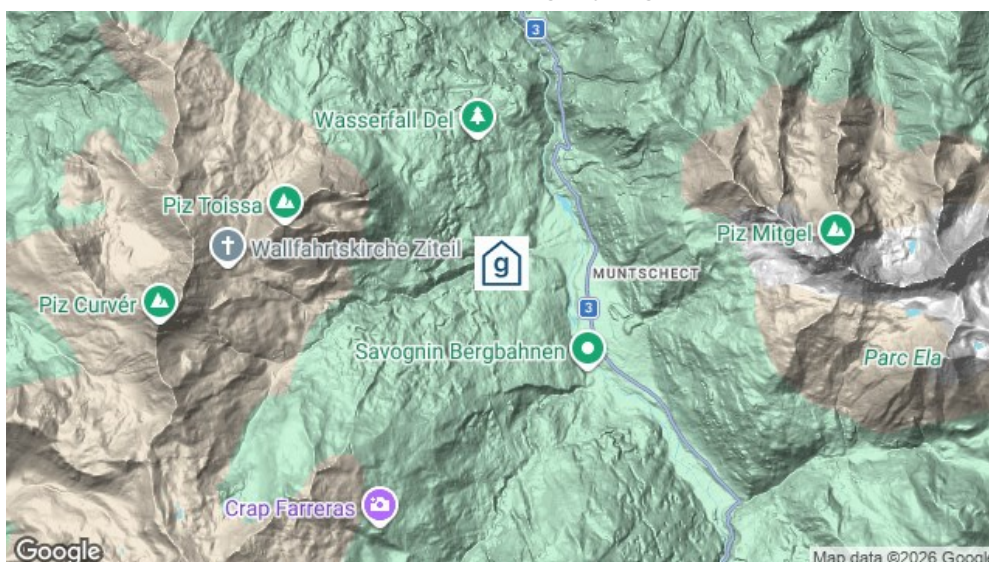 3
Wasserfall Del
Piz Toissa
Piz Mitgel
Wallfahrtskirche Ziteil
g
MUNTSCHECT
Piz Curvér
3
Savognin Bergbahnen
Parc Ela
Crap Farreras
Google
Map data ©2026 Google